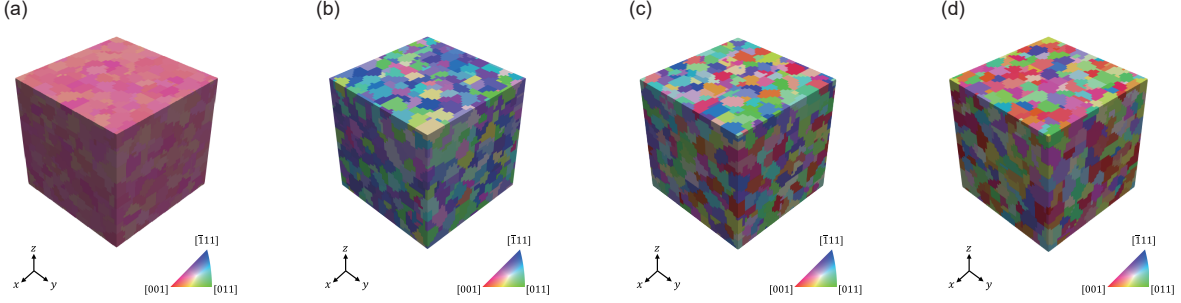 (a)
(b)
(c)
(d)
z
x
y
[1̅11]
[001]
[011]
z
x
y
[1̅11]
[001]
[011]
z
x
y
[1̅11]
[001]
[011]
z
x
y
[1̅11]
[001]
[011]